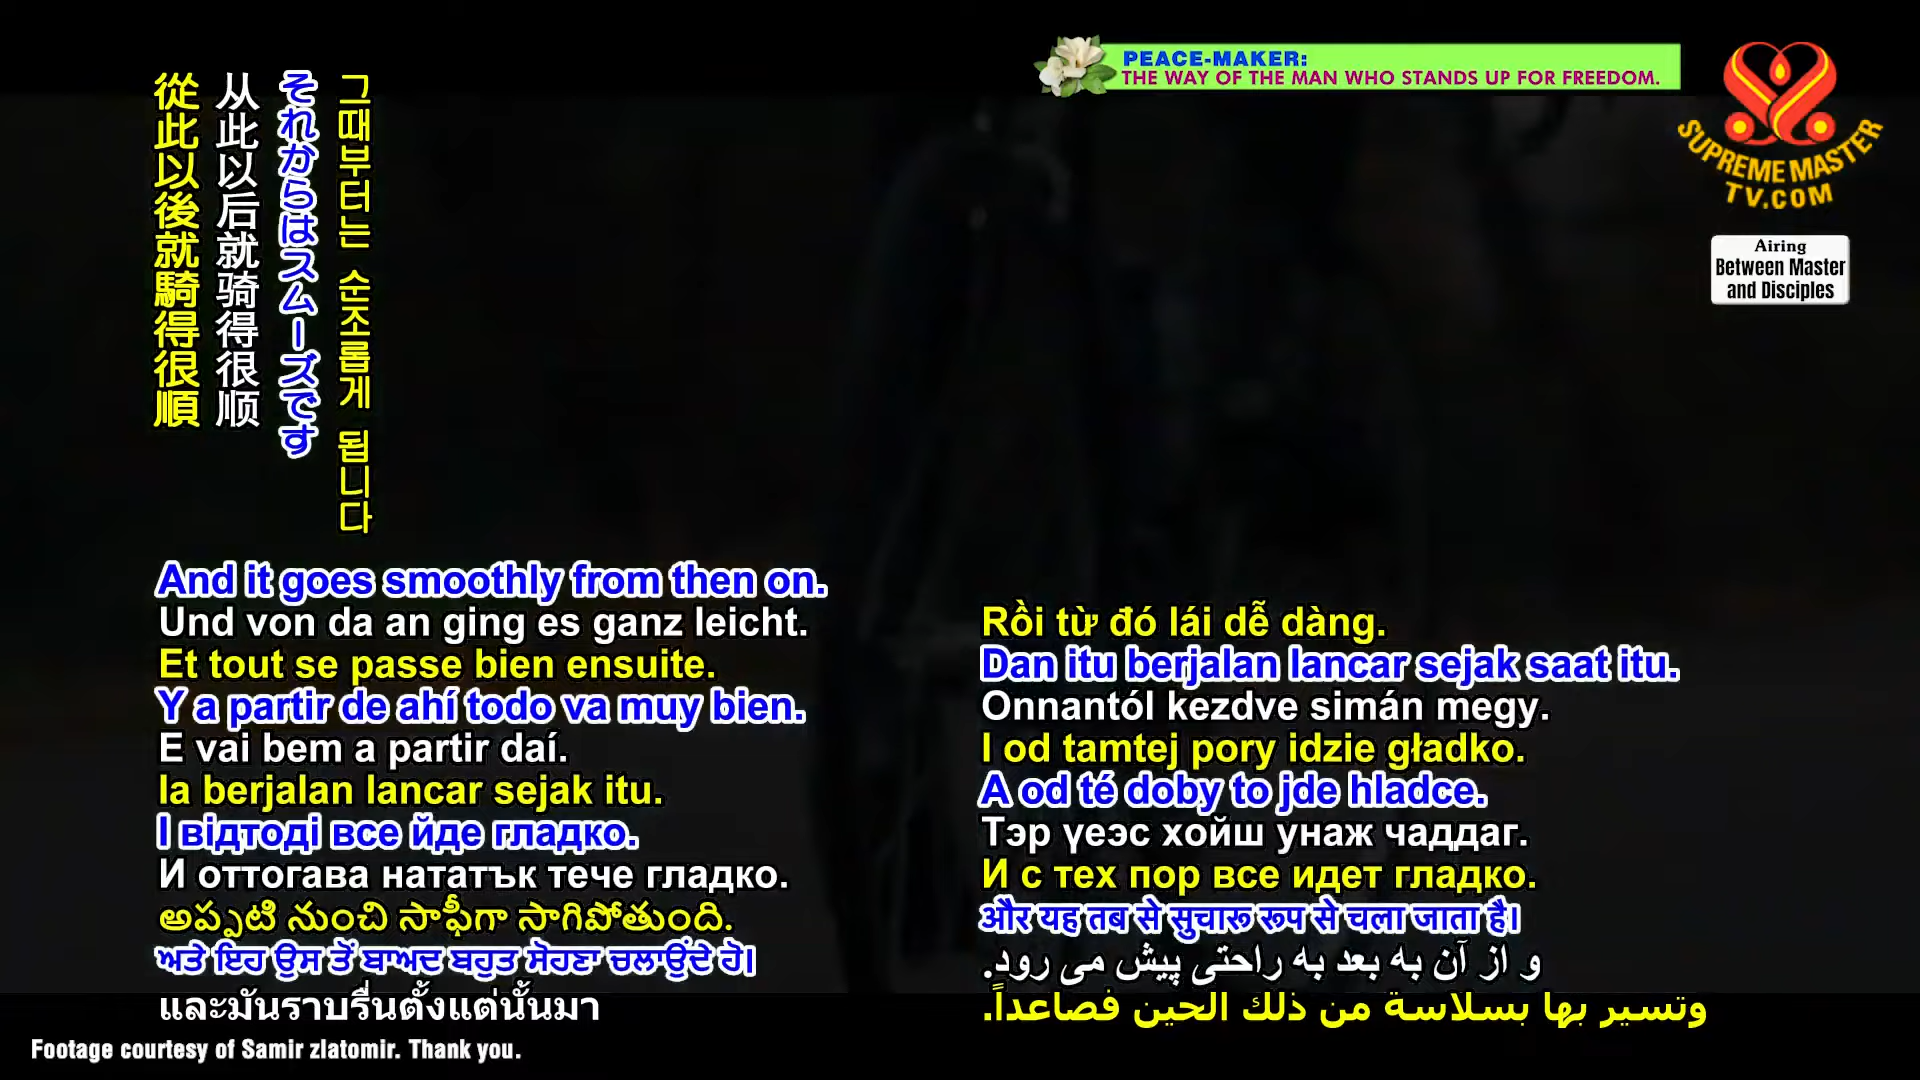 PEACE-MAKER:
THE WAY OF THE MAN WHO STANDS UP FOR FREEDOM.
SUPREME MASTER
TV.COM
Airing
Between Master
and Disciples
그때부터는 순조롭게 됩니다
それからはスムーズです
从此以后就骑得很顺
從此以後就騎得很順
And it goes smoothly from then on.
Und von da an ging es ganz leicht.
Et tout se passe bien ensuite.
Y a partir de ahí todo va muy bien.
E vai bem a partir daí.
Ia berjalan lancar sejak itu.
І відтоді все йде гладко.
И оттогава нататък тече гладко.
అప్పటి నుంచి సాఫీగా సాగిపోతుంది.
ਅਤੇ ਇਹ ਉਸ ਤੋਂ ਬਾਅਦ ਬਹੁਤ ਸੋਹਣਾ ਚਲਾਉਂਦੇ ਹੋ।
และมันราบรื่นตั้งแต่นั้นมา
Rồi từ đó lái dễ dàng.
Dan itu berjalan lancar sejak saat itu.
Onnantól kezdve simán megy.
I od tamtej pory idzie gładko.
A od té doby to jde hladce.
Тэр үеэс хойш унаж чаддаг.
И с тех пор все идет гладко.
और यह तब से सुचारू रूप से चला जाता है।
و از آن به بعد به راحتی پیش می رود.
وتسير بها بسلاسة من ذلك الحين فصاعداً.
Footage courtesy of Samir zlatomir. Thank you.